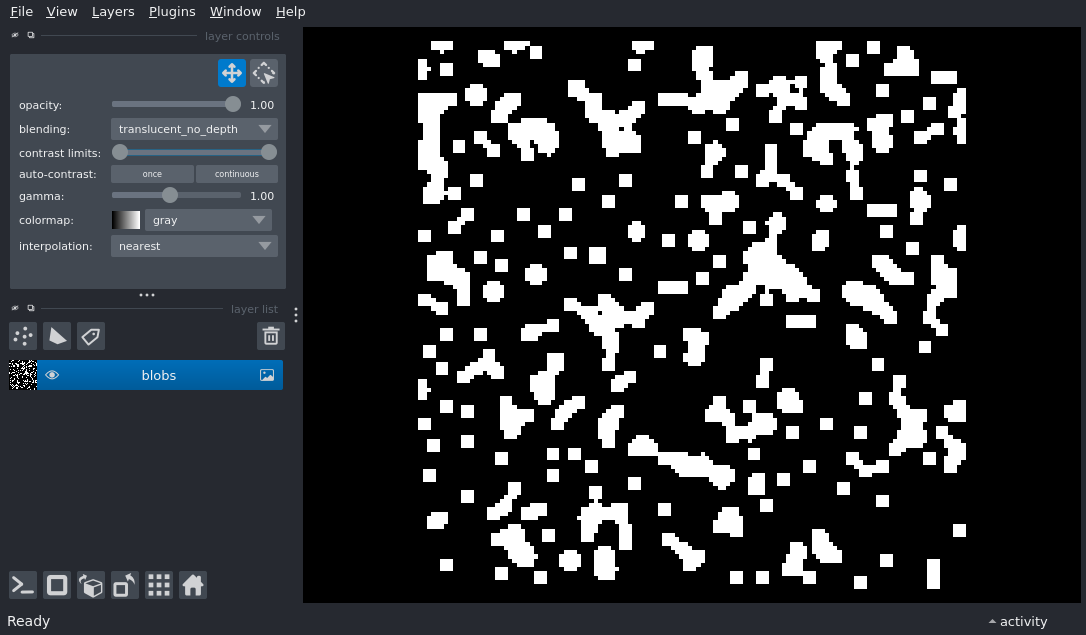 File View Layers Plugins Window Help
layer controls
opacity: 1.00
blending: translucent_no_depth
contrast limits:
auto-contrast: once continuous
gamma: 1.00
colormap: gray
interpolation: nearest
layer list
blobs
Ready
activity